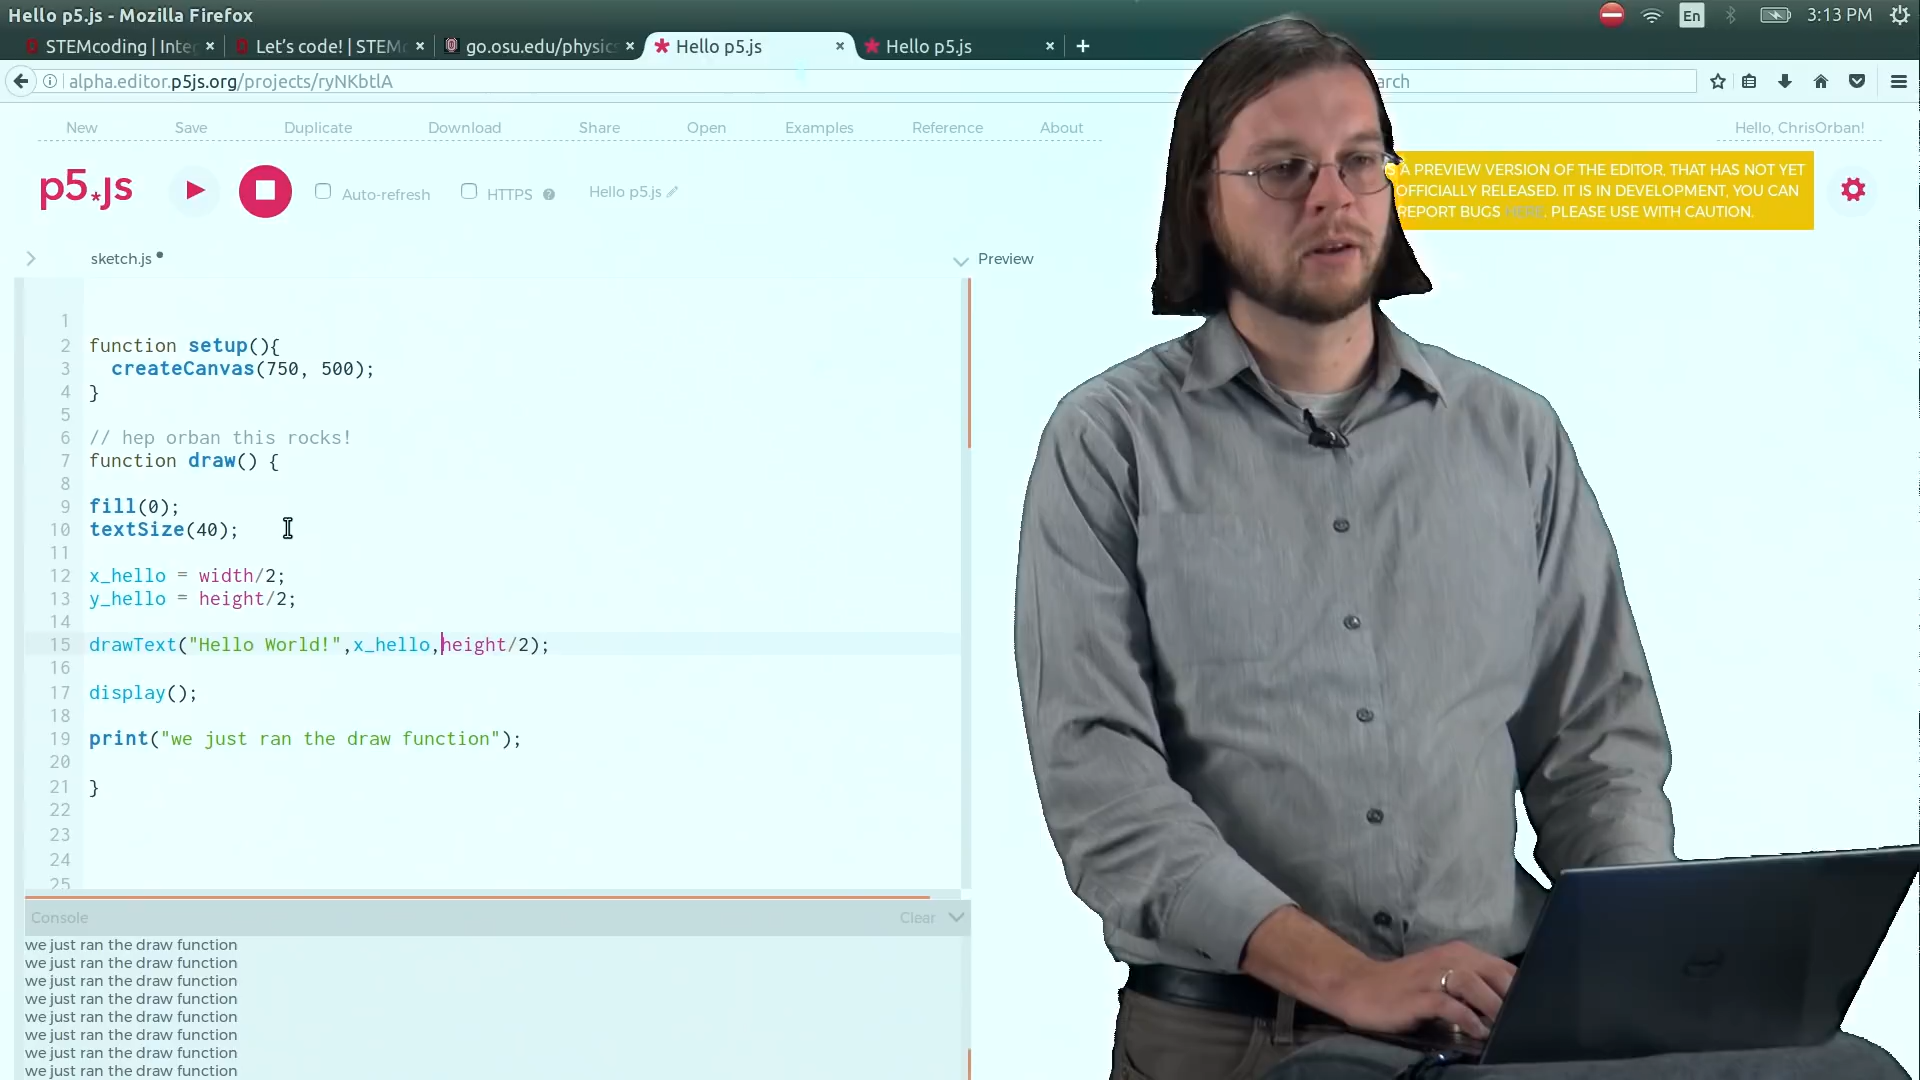 Hello p5.js - Mozilla Firefox
En
3:13 PM
STEMcoding | Inte
Let's code! | STEM
go.osu.edu/physics
Hello p5.js
Hello p5.js
alpha.editor.p5js.org/projects/ryNKbtlA
arch
New
Save
Duplicate
Download
Share
Open
Examples
Reference
About
Hello, ChrisOrban!
p5.js
Auto-refresh
HTTPS
Hello p5.js
S A PREVIEW VERSION OF THE EDITOR, THAT HAS NOT YET
OFFICIALLY RELEASED. IT IS IN DEVELOPMENT, YOU CAN
REPORT BUGS HERE. PLEASE USE WITH CAUTION.
sketch.js
Preview
1
2 function setup(){
3 createCanvas(750, 500);
4 }
5
6 // hep orban this rocks!
7 function draw() {
8
9 fill(0);
10 textSize(40);
11
12 x_hello = width/2;
13 y_hello = height/2;
14
15 drawText("Hello World!",x_hello,height/2);
16
17 display();
18
19 print("we just ran the draw function");
20
21 }
22
23
24
25
Console
Clear
we just ran the draw function
we just ran the draw function
we just ran the draw function
we just ran the draw function
we just ran the draw function
we just ran the draw function
we just ran the draw function
we just ran the draw function